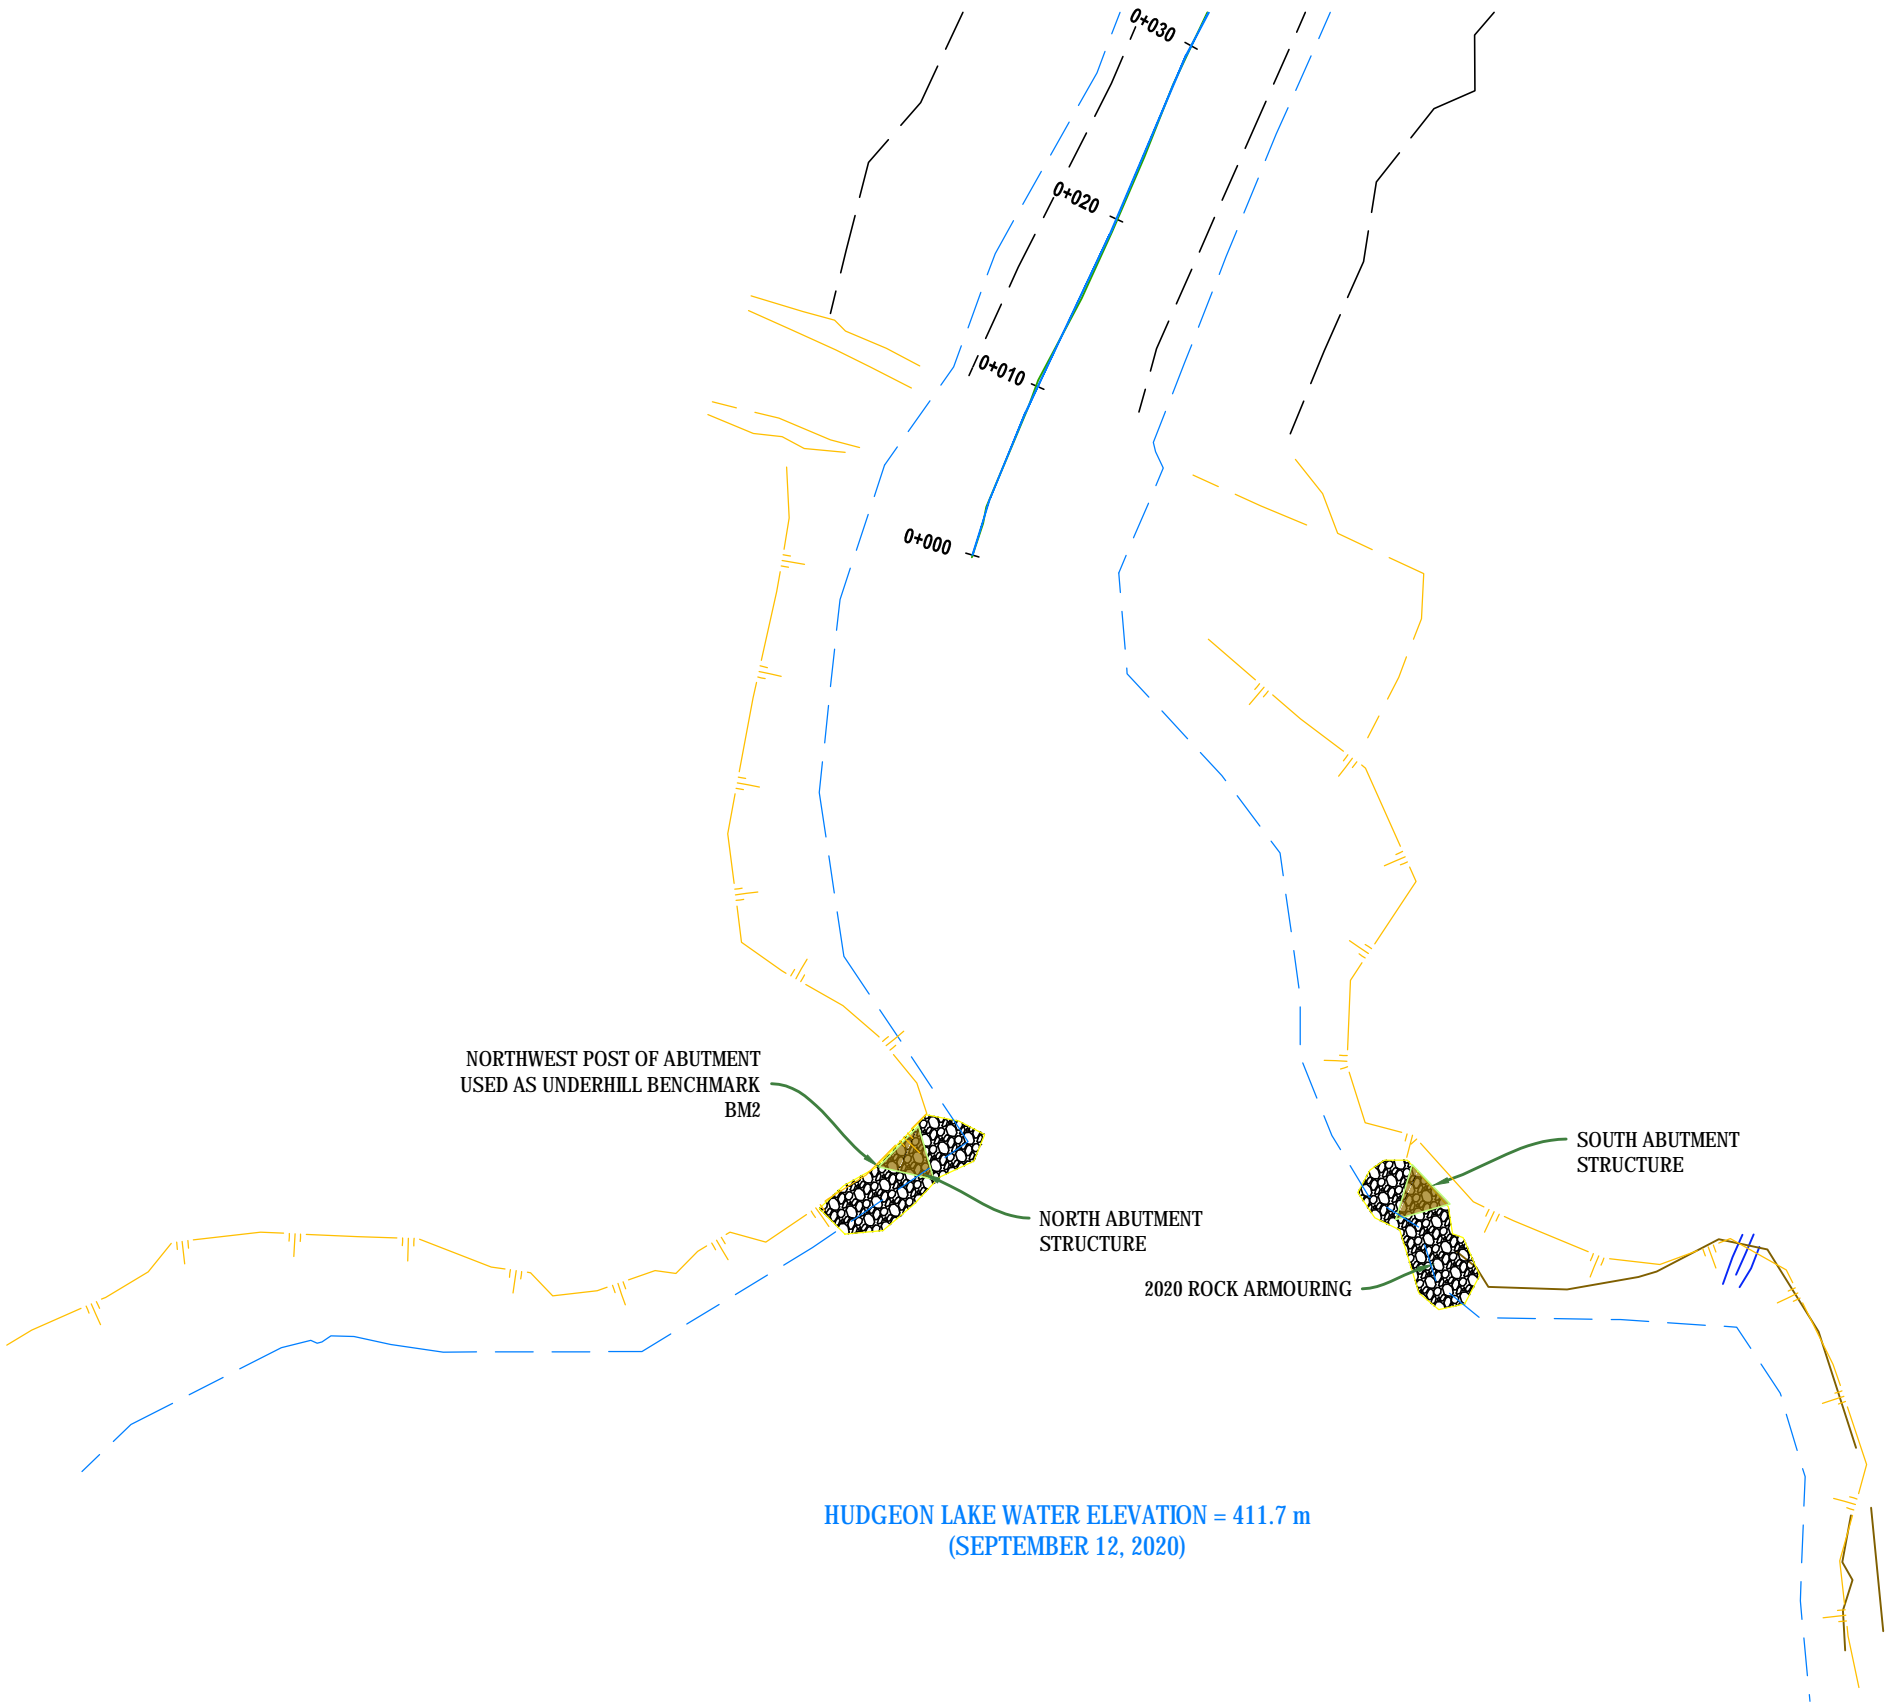 0+030
0+020
0+010
0+000
NORTHWEST POST OF ABUTMENT
USED AS UNDERHILL BENCHMARK
BM2
SOUTH ABUTMENT
STRUCTURE
NORTH ABUTMENT
STRUCTURE
2020 ROCK ARMOURING
HUDGEON LAKE WATER ELEVATION = 411.7 m
(SEPTEMBER 12, 2020)